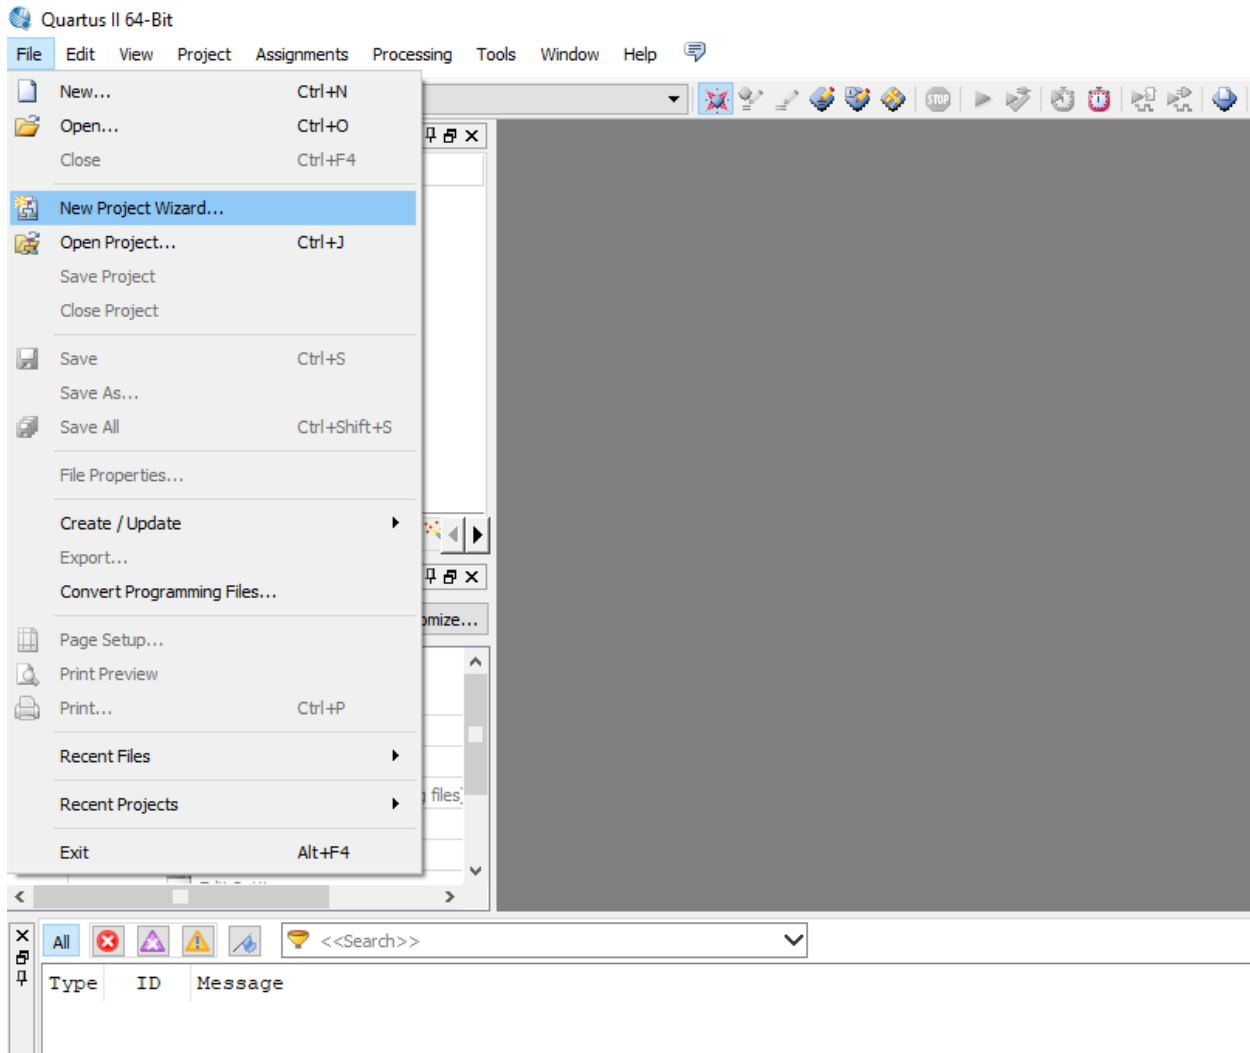 Quartus II 64-Bit
File Edit View Project Assignments Processing Tools Window Help
New... Ctrl+N
Open... Ctrl+O
Close Ctrl+F4
New Project Wizard...
Open Project... Ctrl+J
Save Project
Close Project
Save Ctrl+S
Save As...
Save All Ctrl+Shift+S
File Properties...
Create / Update
Export...
Convert Programming Files...
omize...
Page Setup...
Print Preview
Print... Ctrl+P
Recent Files
files
Recent Projects
Exit Alt+F4
STOP
All <<Search>>
Type ID Message